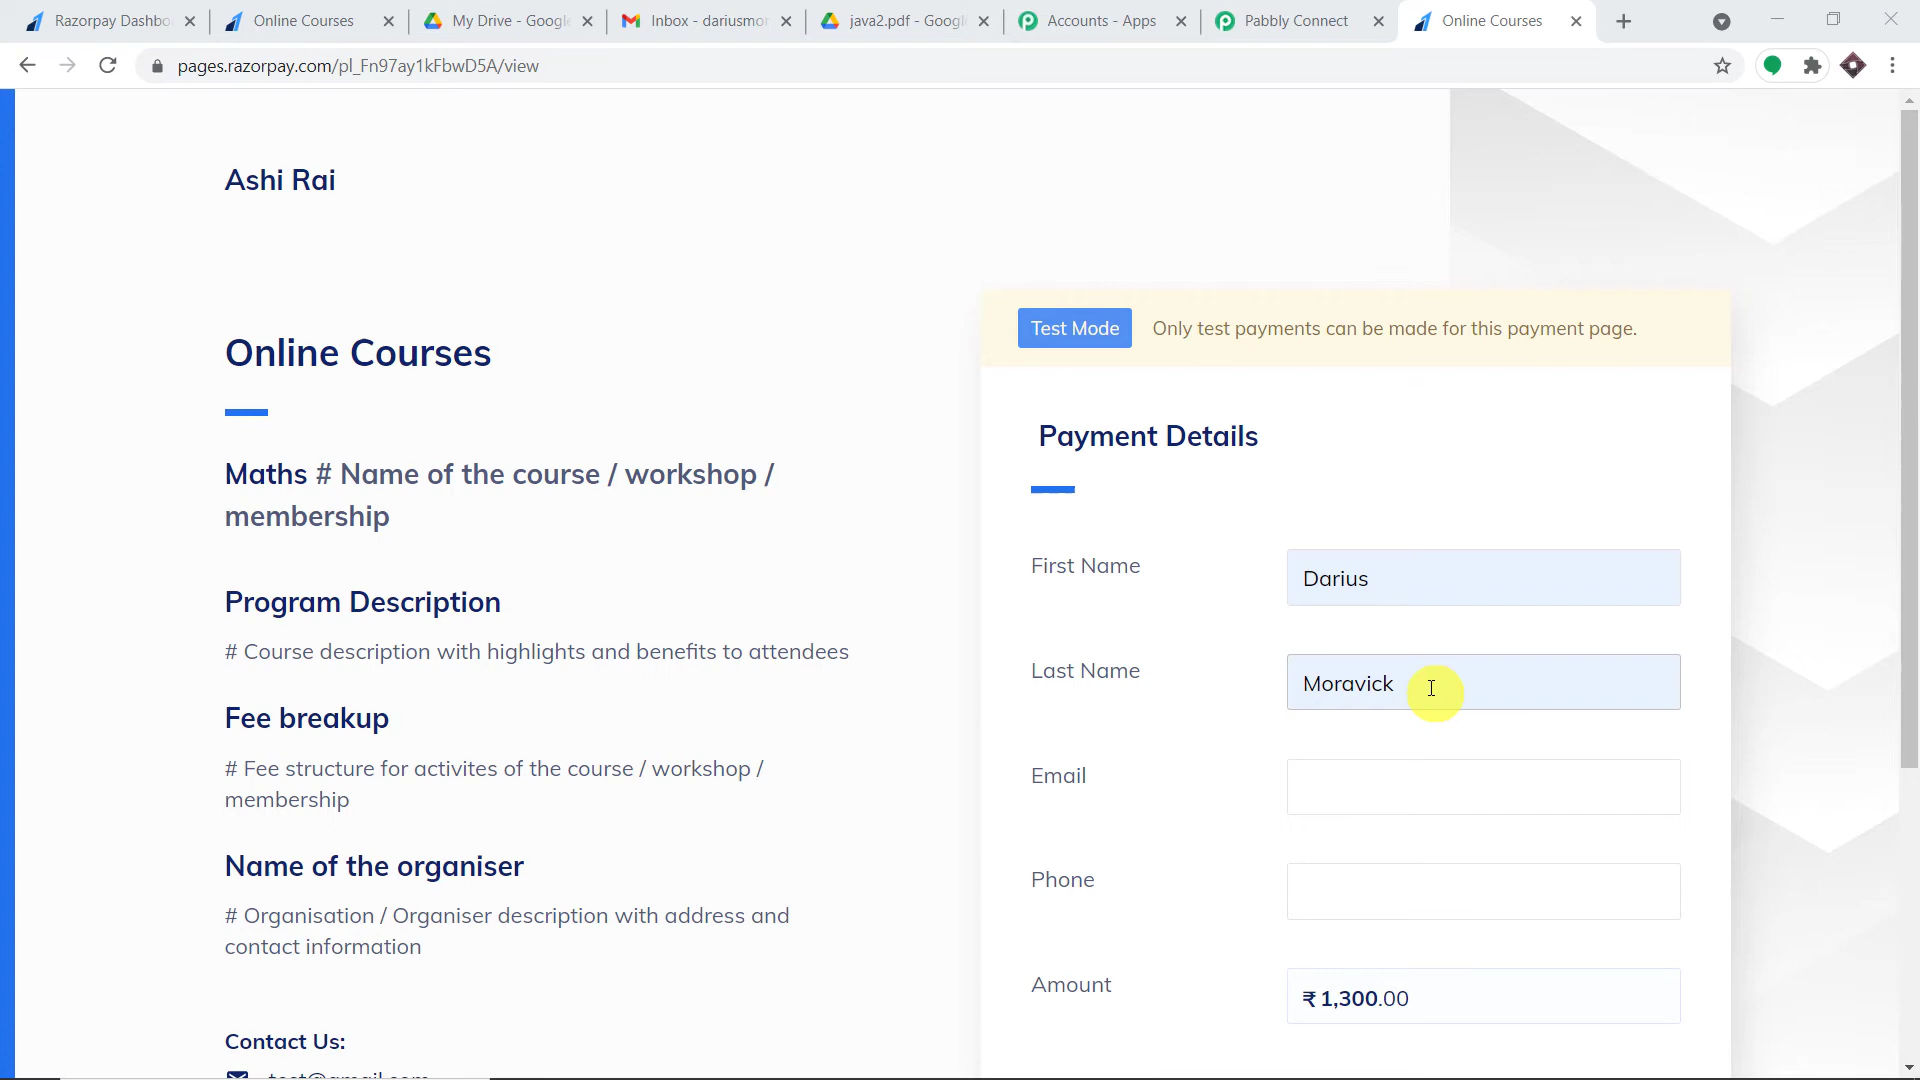 Razorpay Dashbo
Online Courses
My Drive - Google
Inbox - dariusmor
java2.pdf - Googl
Accounts - Apps
Pabbly Connect
Online Courses
pages.razorpay.com/pl_Fn97ay1kFbwD5A/view
Ashi Rai
Online Courses
Maths # Name of the course / workshop /
membership
Program Description
# Course description with highlights and benefits to attendees
Fee breakup
# Fee structure for activites of the course / workshop /
membership
Name of the organiser
# Organisation / Organiser description with address and
contact information
Contact Us:
test@gmail.com
Test Mode Only test payments can be made for this payment page.
Payment Details
First Name Darius
Last Name Moravick
Email
Phone
Amount ₹ 1,300.00